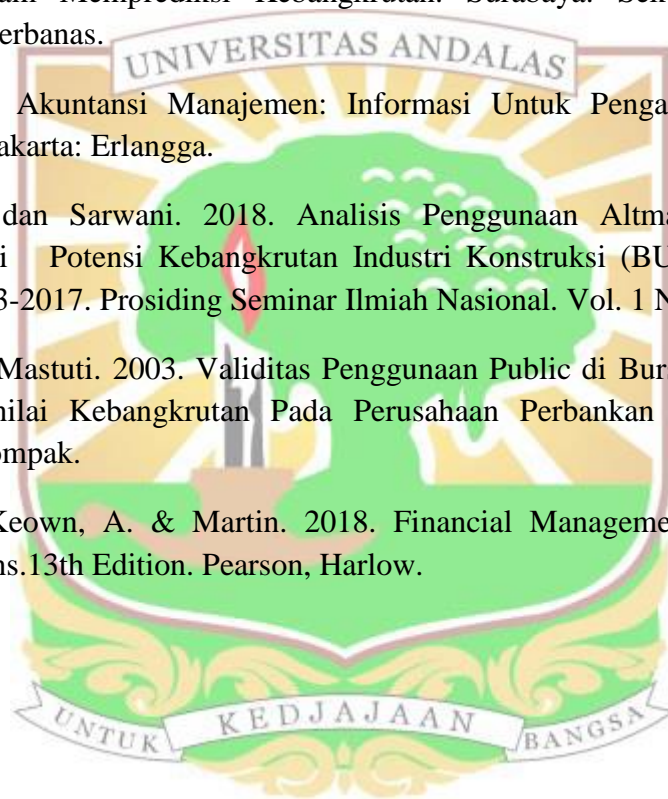 Memprediksi Kebangkrutan. Surabaya.
erbanas.
UNIVERSITAS ANDALAS
Akuntansi Manajemen: Informasi Untuk Penga
akarta: Erlangga.
dan Sarwani. 2018. Analisis Penggunaan Altma
i Potensi Kebangkrutan Industri Konstruksi (BU
3-2017. Prosiding Seminar Ilmiah Nasional. Vol. 1 N
Mastuti. 2003. Validitas Penggunaan Public di Bur
nilai Kebangkrutan Pada Perusahaan Perbankan
ompak.
Keown, A. & Martin. 2018. Financial Manageme
ns.13th Edition. Pearson, Harlow.
UNTUK KEDJAJAAN BANGSA